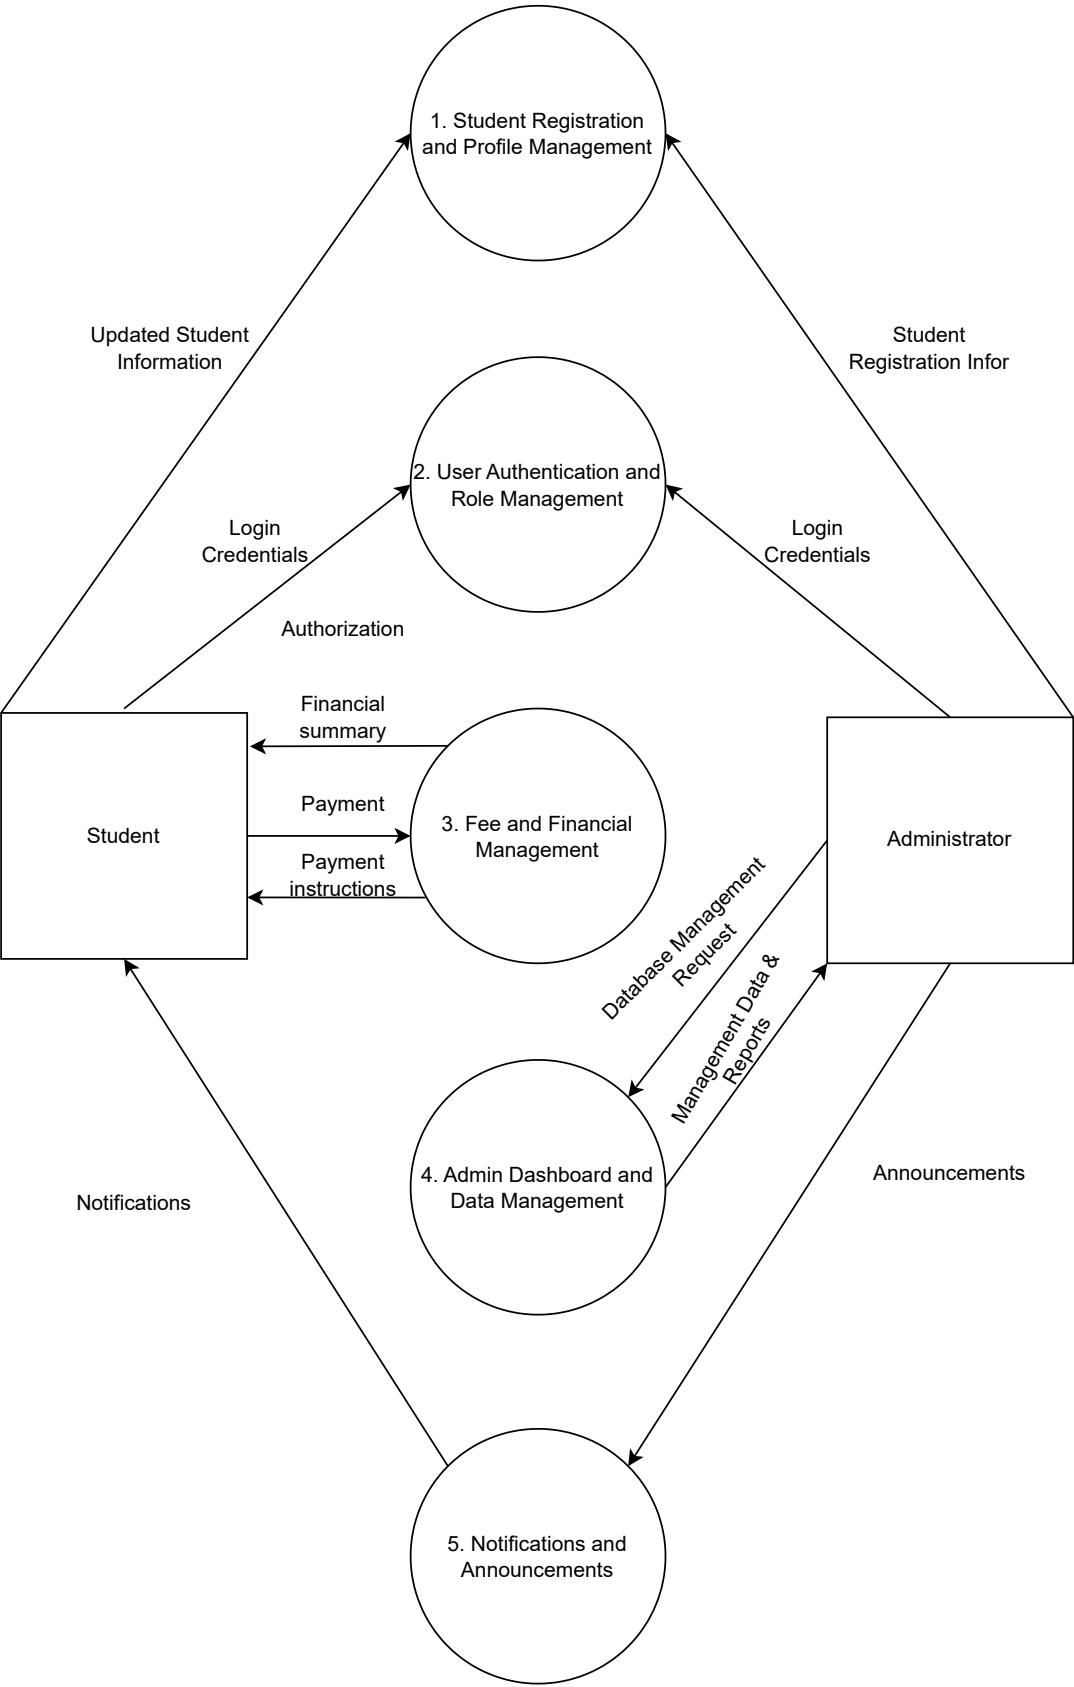 1. Student Registration
and Profile Management
Updated Student
Information
Student
Registration Infor
2. User Authentication and
Role Management
Login
Credentials
Login
Credentials
Authorization
Financial
summary
Payment
Payment
instructions
Student
3. Fee and Financial
Management
Administrator
Database Management
Request
Management Data &
Reports
4. Admin Dashboard and
Data Management
Notifications
Announcements
5. Notifications and
Announcements